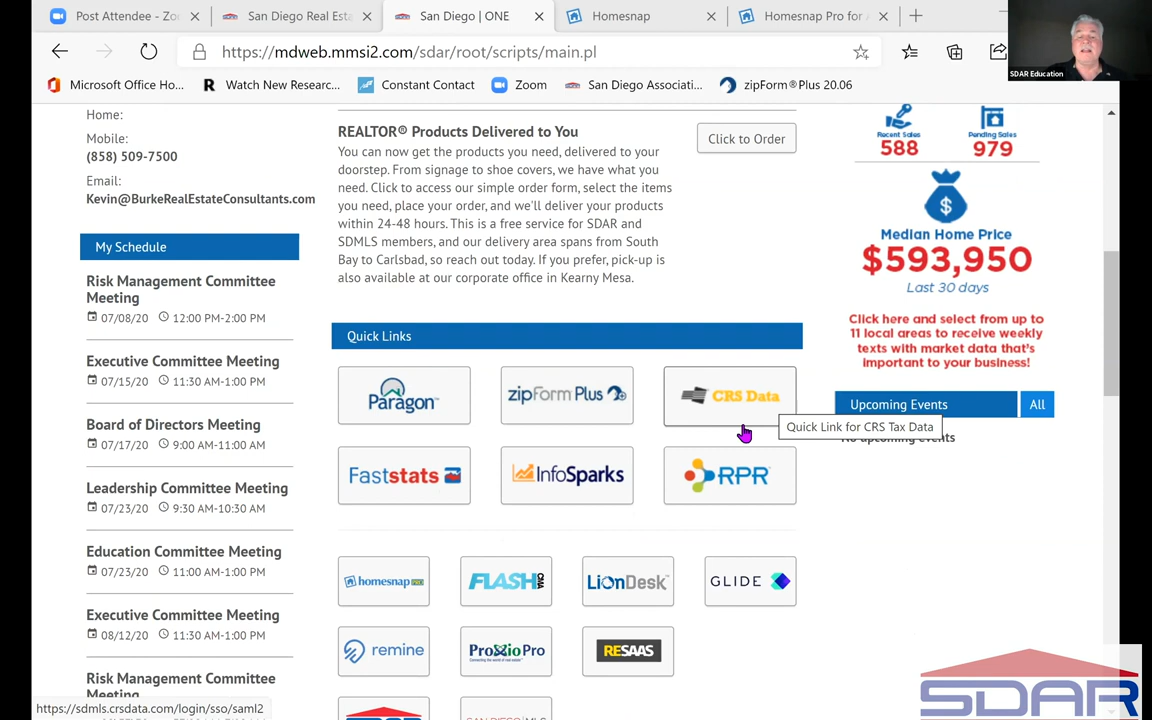 Post Attendee - Zoo
San Diego Real Esta
San Diego | ONE
Homesnap
Homesnap Pro for A
https://mdweb.mmsi2.com/sdar/root/scripts/main.pl
SDAR Education
Microsoft Office Ho...
Watch New Researc...
Constant Contact
Zoom
San Diego Associati...
zipForm®Plus 20.06
Home:
Mobile:
(858) 509-7500
Email:
Kevin@BurkeRealEstateConsultants.com
My Schedule
Risk Management Committee
Meeting
07/08/20 12:00 PM-2:00 PM
Executive Committee Meeting
07/15/20 11:30 AM-1:00 PM
Board of Directors Meeting
07/17/20 9:00 AM-11:00 AM
Leadership Committee Meeting
07/23/20 9:30 AM-10:30 AM
Education Committee Meeting
07/23/20 11:00 AM-1:00 PM
Executive Committee Meeting
08/12/20 11:30 AM-1:00 PM
Risk Management Committee
Meeting
https://sdmls.crsdata.com/login/sso/saml2
REALTOR® Products Delivered to You
You can now get the products you need, delivered to your
doorstep. From signage to shoe covers, we have what you
need. Click to access our simple order form, select the items
you need, place your order, and we'll deliver your products
within 24-48 hours. This is a free service for SDAR and
SDMLS members, and our delivery area spans from South
Bay to Carlsbad, so reach out today. If you prefer, pick-up is
also available at our corporate office in Kearny Mesa.
Click to Order
Quick Links
Paragon™
zipForm Plus
CRS Data
Quick Link for CRS Tax Data
Faststats
InfoSparks
RPR
homesnap PRO
FLASH CMA
LionDesk
GLIDE
remine
ProxioPro
Connecting the world of real estate™
RESAAS
SAN DIEGO MLS
Recent Sales
588
Pending Sales
979
$
Median Home Price
$593,950
Last 30 days
Click here and select from up to
11 local areas to receive weekly
texts with market data that's
important to your business!
Upcoming Events
All
No upcoming events
SDAR